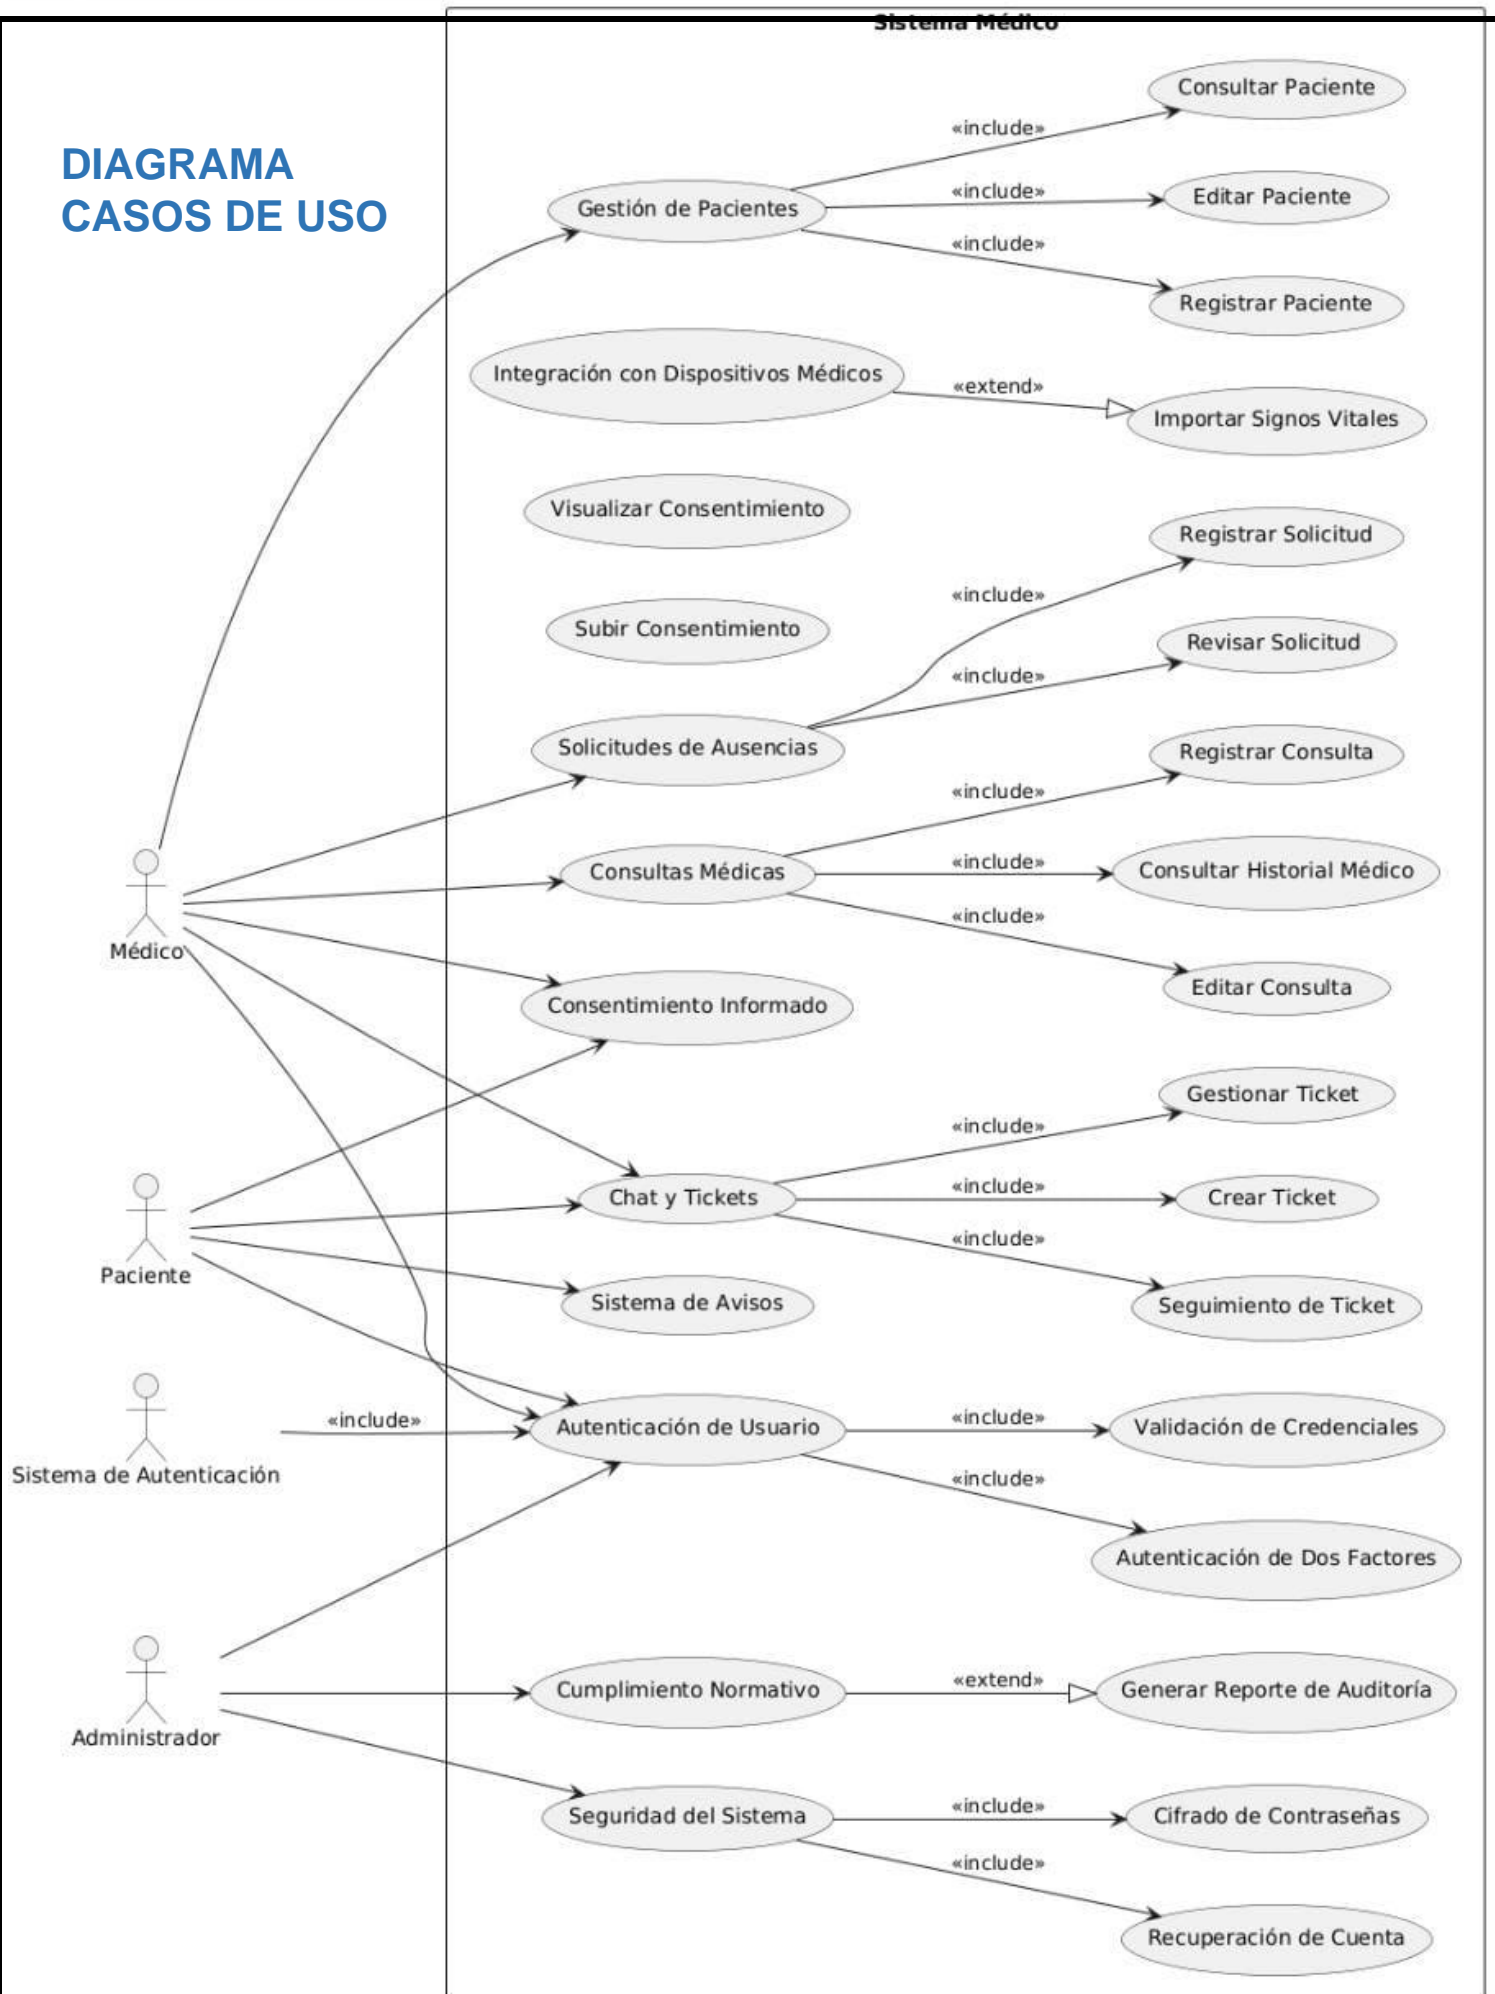 Sistema Médico
DIAGRAMA
CASOS DE USO
Consultar Paciente
«include»
Gestión de Pacientes
«include»
Editar Paciente
«include»
Registrar Paciente
Integración con Dispositivos Médicos
«extend»
Importar Signos Vitales
Visualizar Consentimiento
Registrar Solicitud
«include»
Subir Consentimiento
Revisar Solicitud
«include»
Solicitudes de Ausencias
Registrar Consulta
«include»
Consultas Médicas
«include»
Consultar Historial Médico
«include»
Médico
Editar Consulta
Consentimiento Informado
Gestionar Ticket
«include»
Chat y Tickets
«include»
Crear Ticket
«include»
Paciente
Sistema de Avisos
Seguimiento de Ticket
«include»
Autenticación de Usuario
«include»
Validación de Credenciales
Sistema de Autenticación
«include»
Autenticación de Dos Factores
Administrador
Cumplimiento Normativo
«extend»
Generar Reporte de Auditoría
Seguridad del Sistema
«include»
Cifrado de Contraseñas
«include»
Recuperación de Cuenta